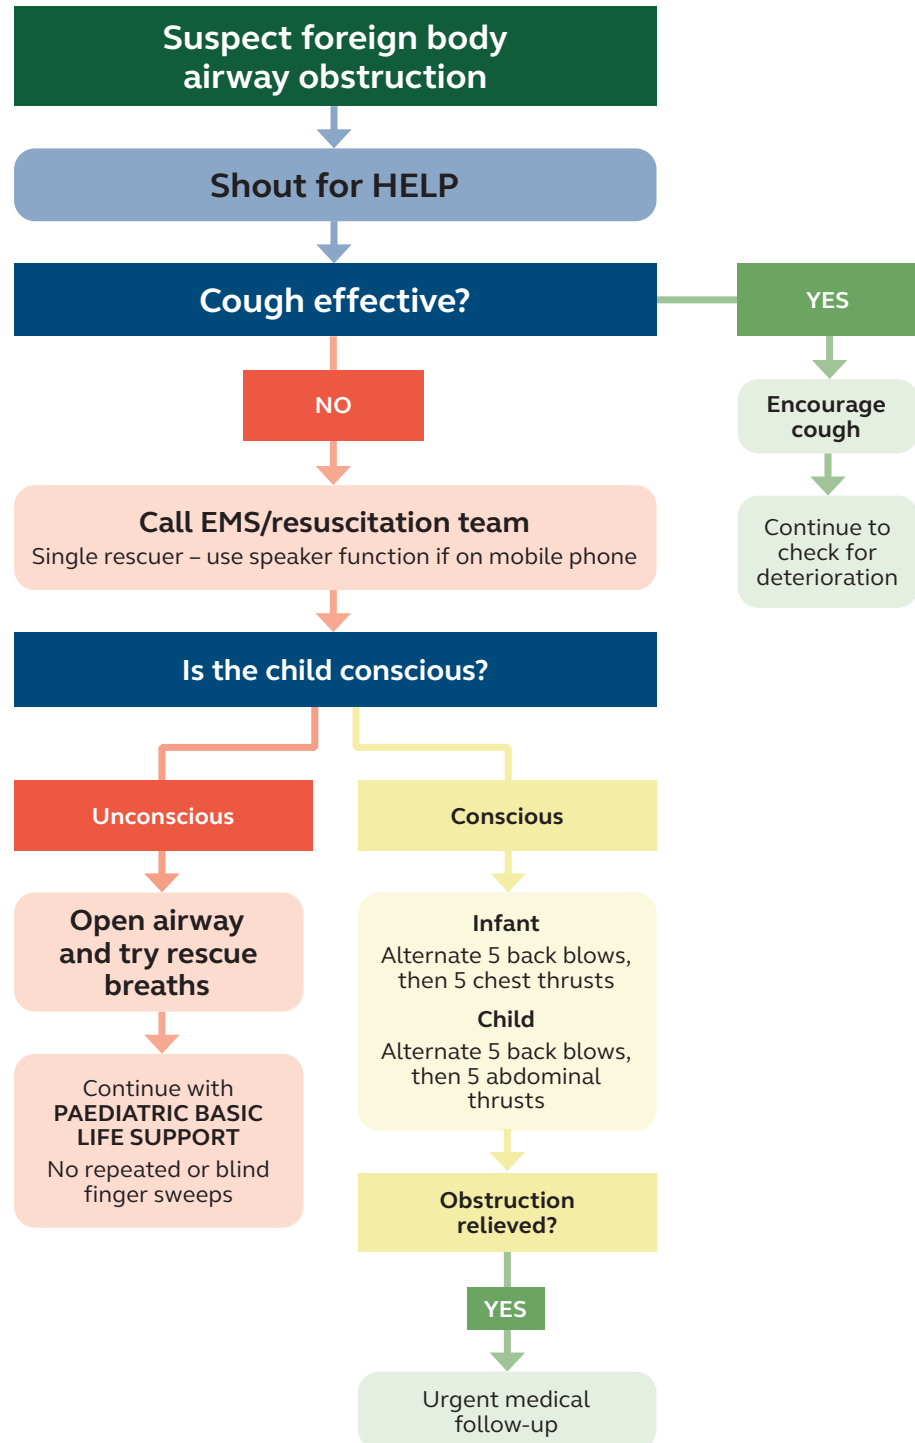 Suspect foreign body
airway obstruction
Shout for HELP
Cough effective?
YES
Encourage
cough
Continue to
check for
deterioration
NO
Call EMS/resuscitation team
Single rescuer – use speaker function if on mobile phone
Is the child conscious?
Unconscious
Open airway
and try rescue
breaths
Continue with
PAEDIATRIC BASIC
LIFE SUPPORT
No repeated or blind
finger sweeps
Conscious
Infant
Alternate 5 back blows,
then 5 chest thrusts
Child
Alternate 5 back blows,
then 5 abdominal
thrusts
Obstruction
relieved?
YES
Urgent medical
follow-up